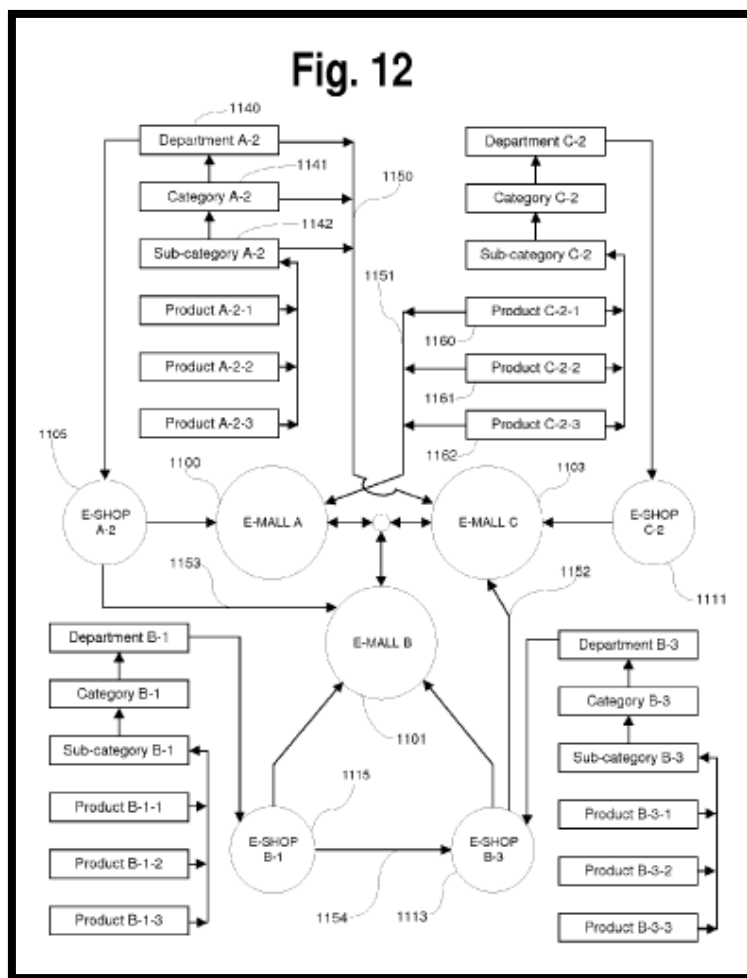 Fig. 12
1140
Department A-2
Department C-2
1141
1150
Category A-2
Category C-2
1142
Sub-category A-2
Sub-category C-2
1151
Product A-2-1
Product C-2-1
1160
Product A-2-2
Product C-2-2
1161
Product A-2-3
Product C-2-3
1105
1162
1100
1103
E-SHOP
A-2
E-MALL A
E-MALL C
E-SHOP
C-2
1153
1152
1111
Department B-1
E-MALL B
Department B-3
Category B-1
Category B-3
1101
Sub-category B-1
Sub-category B-3
1115
Product B-1-1
Product B-3-1
E-SHOP
B-1
E-SHOP
B-3
Product B-1-2
Product B-3-2
1154
1113
Product B-1-3
Product B-3-3